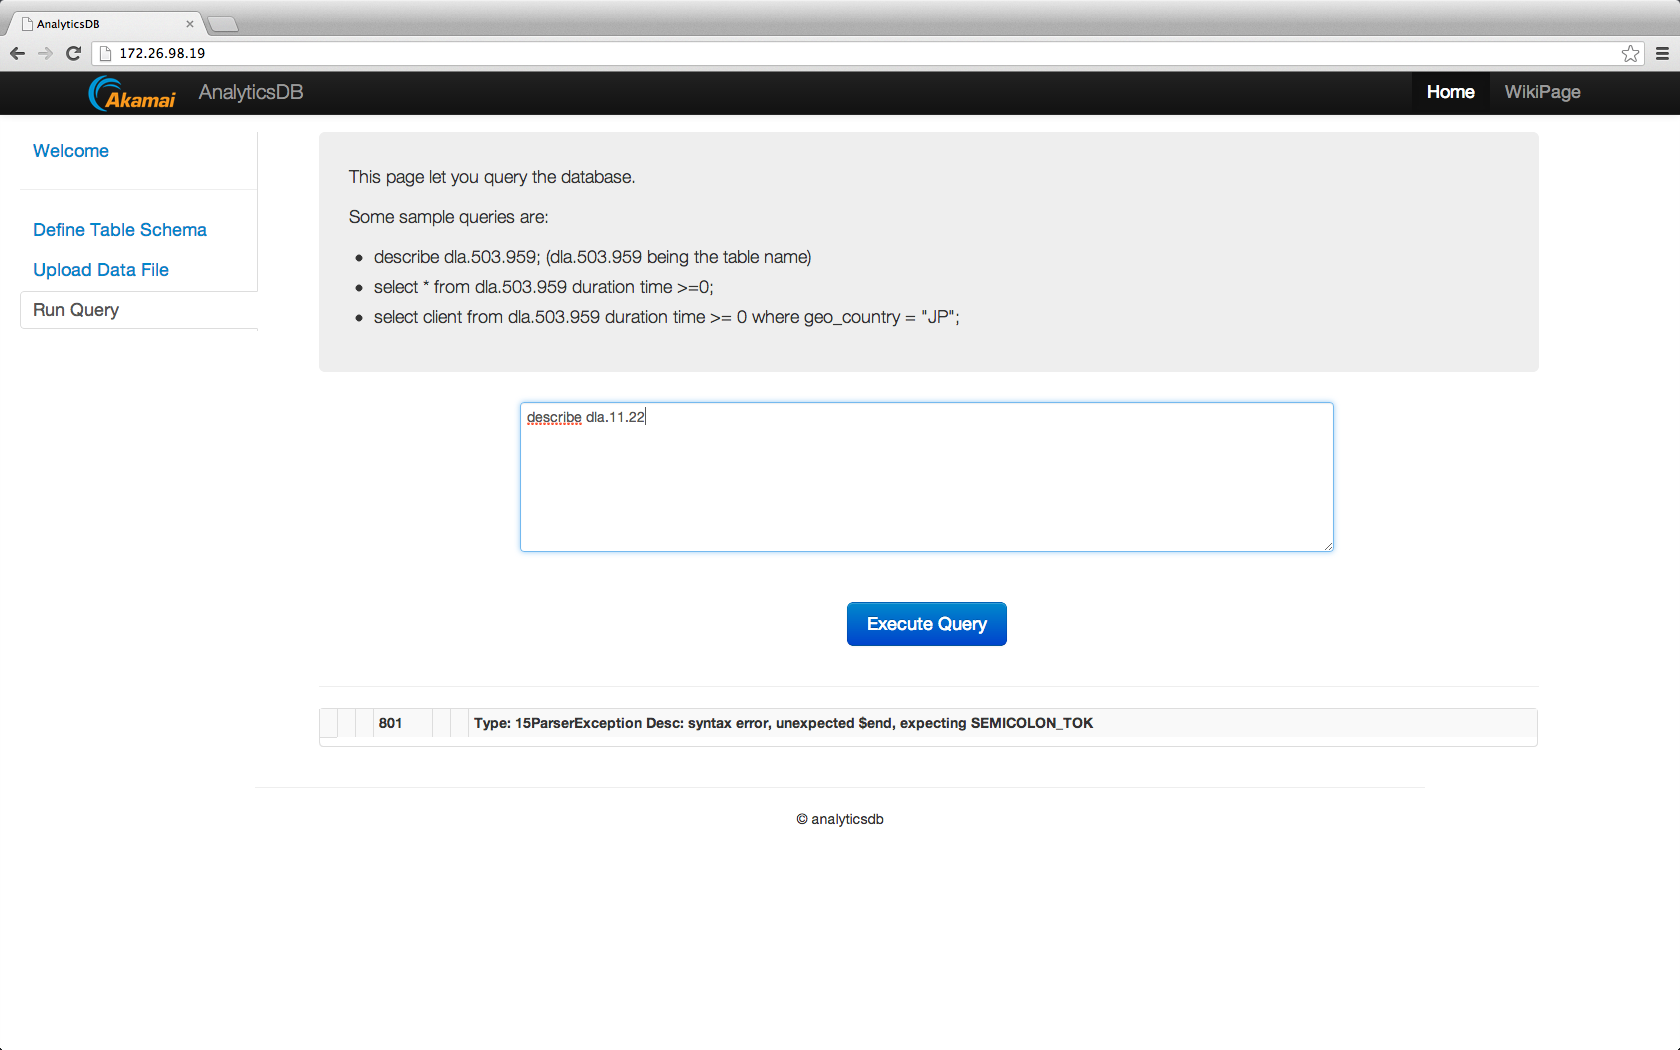 AnalyticsDB
172.26.98.19
Akamai AnalyticsDB Home WikiPage
Welcome
Define Table Schema
Upload Data File
Run Query
This page let you query the database.
Some sample queries are:
describe dla.503.959; (dla.503.959 being the table name)
select * from dla.503.959 duration time >=0;
select client from dla.503.959 duration time >= 0 where geo_country = "JP";
describe dla.11.22
Execute Query
801 Type: 15ParserException Desc: syntax error, unexpected $end, expecting SEMICOLON_TOK
© analyticsdb